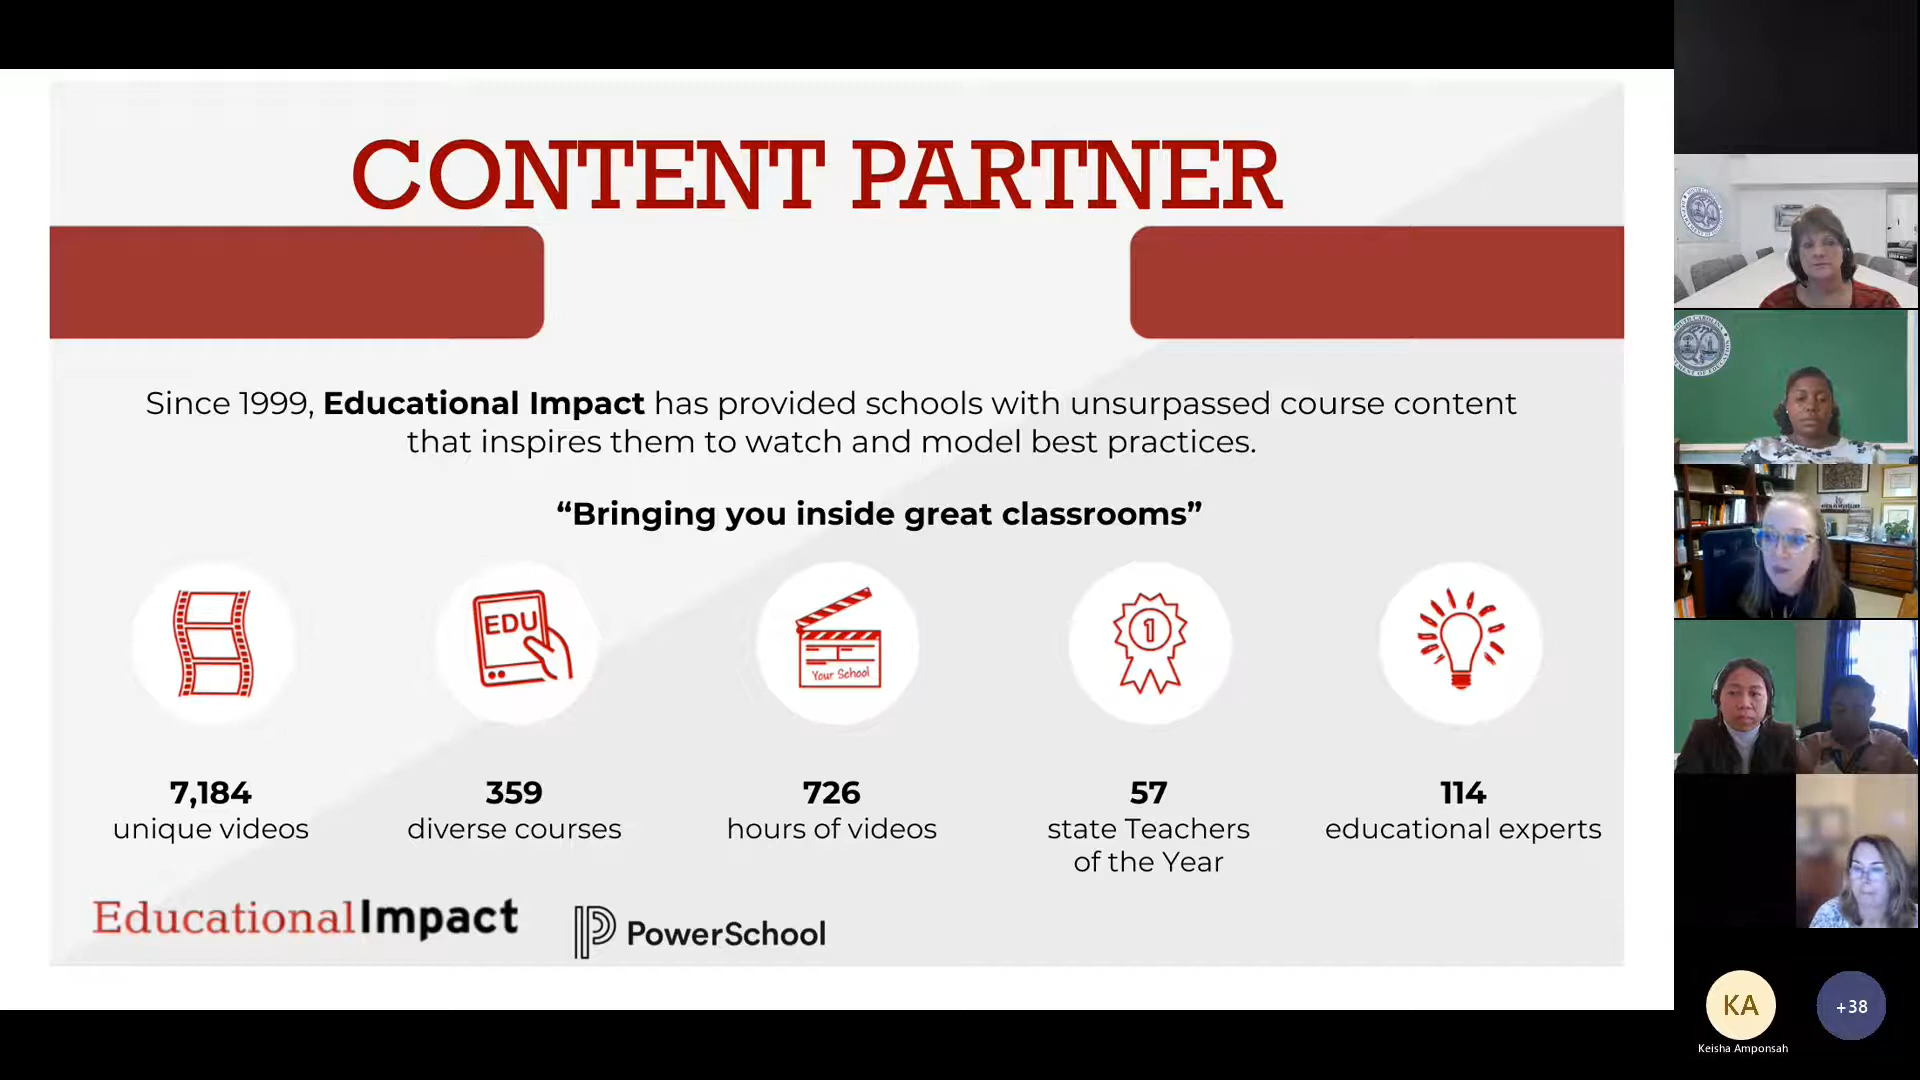 CONTENT PARTNER
Since 1999, Educational Impact has provided schools with unsurpassed course content
that inspires them to watch and model best practices.
“Bringing you inside great classrooms”
EDU
Your School
1
7,184
unique videos
359
diverse courses
726
hours of videos
57
state Teachers
of the Year
114
educational experts
EducationalImpact
PowerSchool
KA
+38
Keisha Amponsah